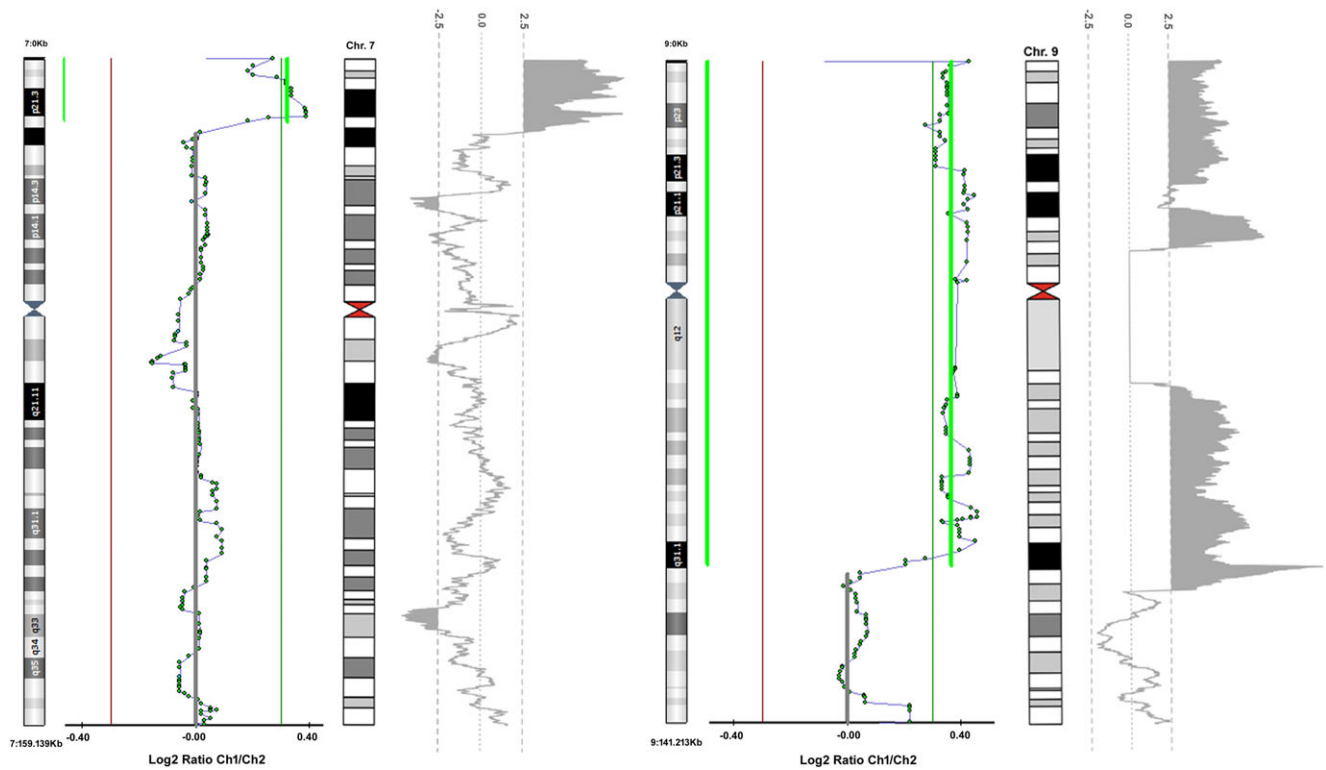 -2.5
0.0
2.5
7:0Kb
Chr. 7
p21.3
p14.3
p14.1
q21.11
q31.1
q33
q34
q35
7:159.139Kb
-0.40
-0.00
0.40
Log2 Ratio Ch1/Ch2
-2.5
0.0
2.5
9:0Kb
Chr. 9
p23
p21.3
p21.1
q12
q31.1
9:141.213Kb
-0.40
-0.00
0.40
Log2 Ratio Ch1/Ch2